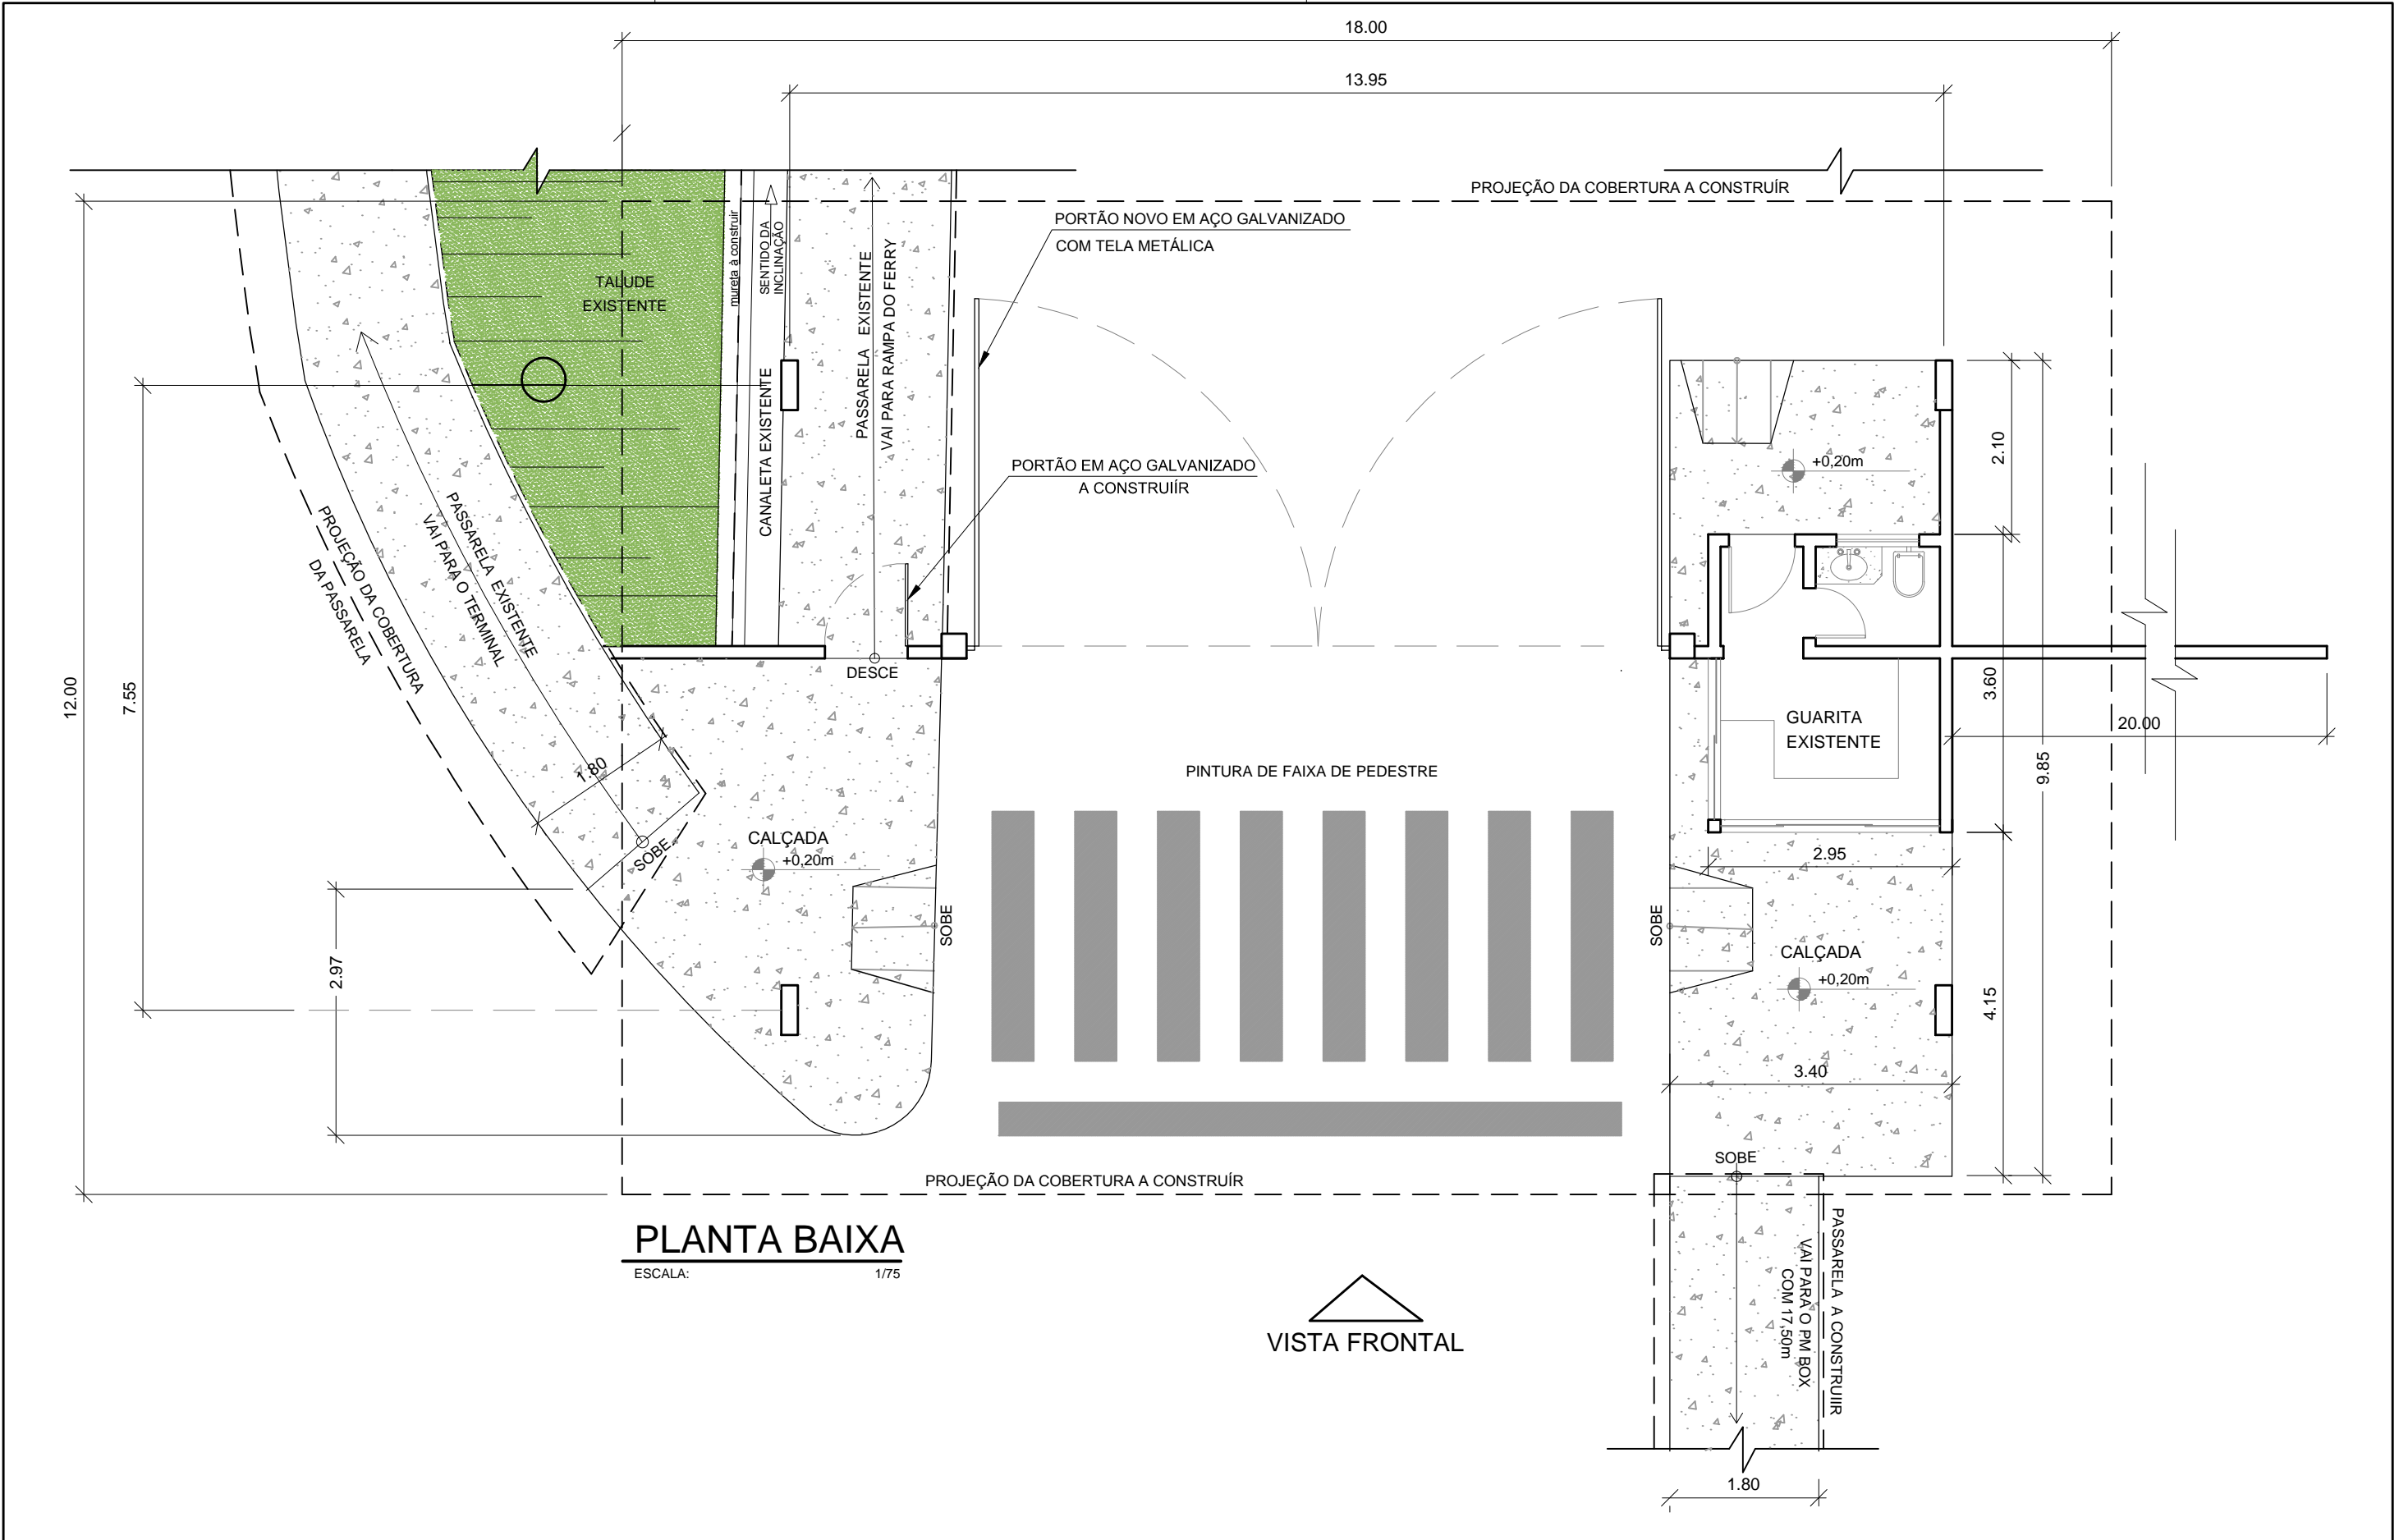 18.00
13.95
PROJEÇÃO DA COBERTURA A CONSTRUÍR
PORTÃO NOVO EM AÇO GALVANIZADO
COM TELA METÁLICA
mureta à construir
SENTIDO DA
INCLINAÇÃO
TALUDE
EXISTENTE
PASSARELA EXISTENTE
VAI PARA RAMPA DO FERRY
CANALETA EXISTENTE
PORTÃO EM AÇO GALVANIZADO
A CONSTRUIÍR
+0,20m
2.10
PASSARELA EXISTENTE
VAI PARA O TERMINAL
PROJEÇÃO DA COBERTURA
DA PASSARELA
12.00
7.55
DESCE
3.60
GUARITA
EXISTENTE
20.00
9.85
1.80
PINTURA DE FAIXA DE PEDESTRE
CALÇADA
+0,20m
SOBE
2.95
SOBE
SOBE
CALÇADA
+0,20m
2.97
4.15
3.40
SOBE
PROJEÇÃO DA COBERTURA A CONSTRUÍR
PLANTA BAIXA
ESCALA: 1/75
VISTA FRONTAL
PASSARELA A CONSTRUIIR
VAI PARA O PM BOX
COM 17,50m
1.80